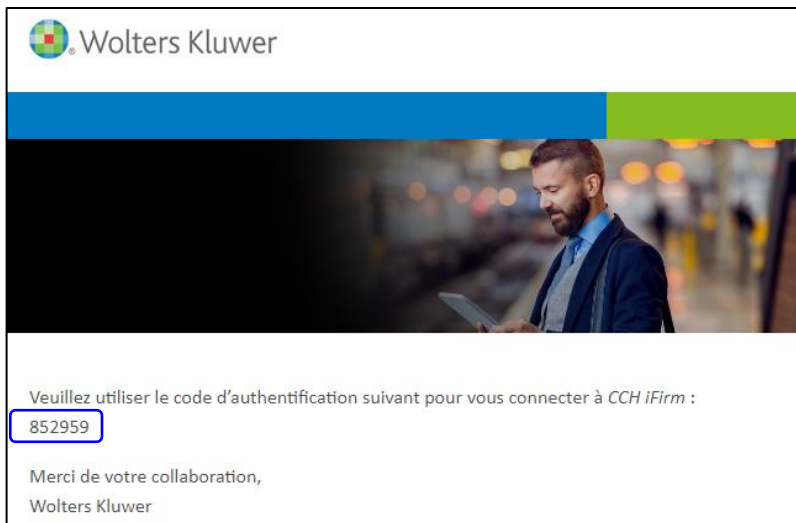 Wolters Kluwer
Veuillez utiliser le code d’authentification suivant pour vous connecter à CCH iFirm :
852959
Merci de votre collaboration,
Wolters Kluwer